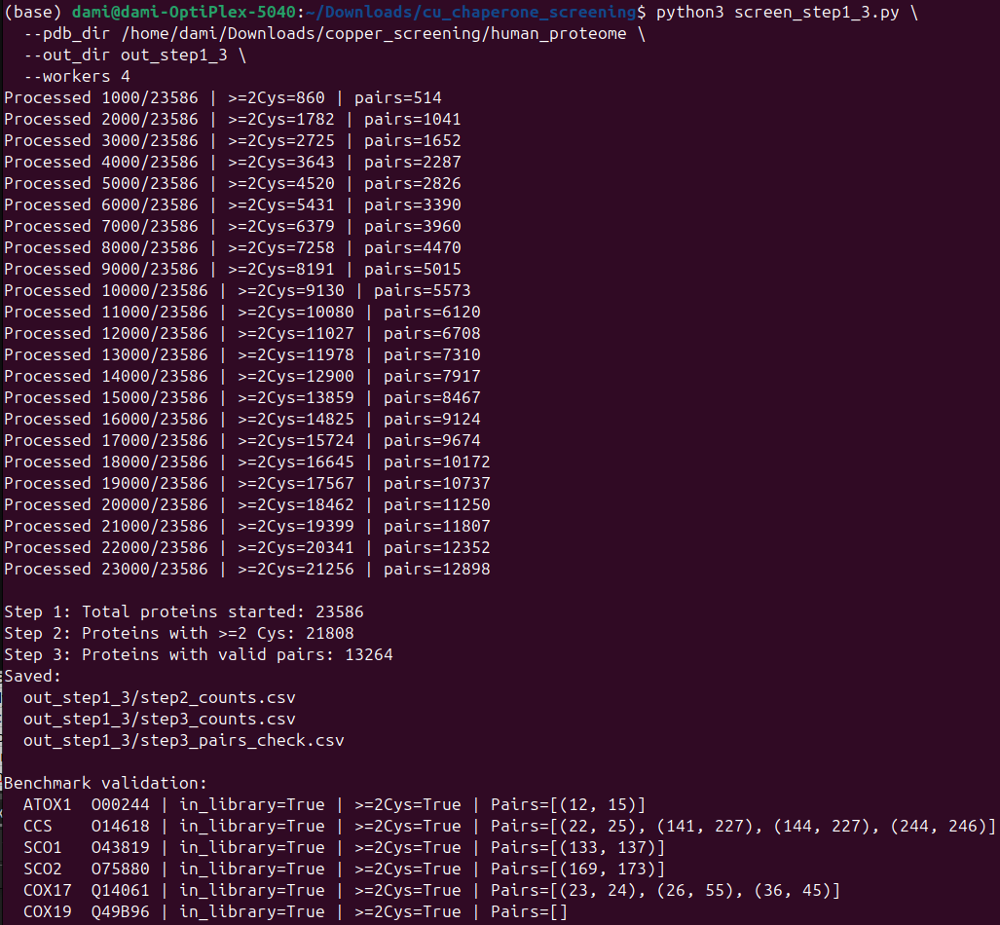 (base) dami@dami-OptiPlex-5040:~/Downloads/cu_chaperone_screening$ python3 screen_step1_3.py \
  --pdb_dir /home/dami/Downloads/copper_screening/human_proteome \
  --out_dir out_step1_3 \
  --workers 4
Processed 1000/23586 | >=2Cys=860 | pairs=514
Processed 2000/23586 | >=2Cys=1782 | pairs=1041
Processed 3000/23586 | >=2Cys=2725 | pairs=1652
Processed 4000/23586 | >=2Cys=3643 | pairs=2287
Processed 5000/23586 | >=2Cys=4520 | pairs=2826
Processed 6000/23586 | >=2Cys=5431 | pairs=3390
Processed 7000/23586 | >=2Cys=6379 | pairs=3960
Processed 8000/23586 | >=2Cys=7258 | pairs=4470
Processed 9000/23586 | >=2Cys=8191 | pairs=5015
Processed 10000/23586 | >=2Cys=9130 | pairs=5573
Processed 11000/23586 | >=2Cys=10080 | pairs=6120
Processed 12000/23586 | >=2Cys=11027 | pairs=6708
Processed 13000/23586 | >=2Cys=11978 | pairs=7310
Processed 14000/23586 | >=2Cys=12900 | pairs=7917
Processed 15000/23586 | >=2Cys=13859 | pairs=8467
Processed 16000/23586 | >=2Cys=14825 | pairs=9124
Processed 17000/23586 | >=2Cys=15724 | pairs=9674
Processed 18000/23586 | >=2Cys=16645 | pairs=10172
Processed 19000/23586 | >=2Cys=17567 | pairs=10737
Processed 20000/23586 | >=2Cys=18462 | pairs=11250
Processed 21000/23586 | >=2Cys=19399 | pairs=11807
Processed 22000/23586 | >=2Cys=20341 | pairs=12352
Processed 23000/23586 | >=2Cys=21256 | pairs=12898

Step 1: Total proteins started: 23586
Step 2: Proteins with >=2 Cys: 21808
Step 3: Proteins with valid pairs: 13264
Saved:
  out_step1_3/step2_counts.csv
  out_step1_3/step3_counts.csv
  out_step1_3/step3_pairs_check.csv

Benchmark validation:
  ATOX1  O00244 | in_library=True | >=2Cys=True | Pairs=[(12, 15)]
  CCS    O14618 | in_library=True | >=2Cys=True | Pairs=[(22, 25), (141, 227), (144, 227), (244, 246)]
  SCO1   O43819 | in_library=True | >=2Cys=True | Pairs=[(133, 137)]
  SCO2   O75880 | in_library=True | >=2Cys=True | Pairs=[(169, 173)]
  COX17  Q14061 | in_library=True | >=2Cys=True | Pairs=[(23, 24), (26, 55), (36, 45)]
  COX19  Q49B96 | in_library=True | >=2Cys=True | Pairs=[]